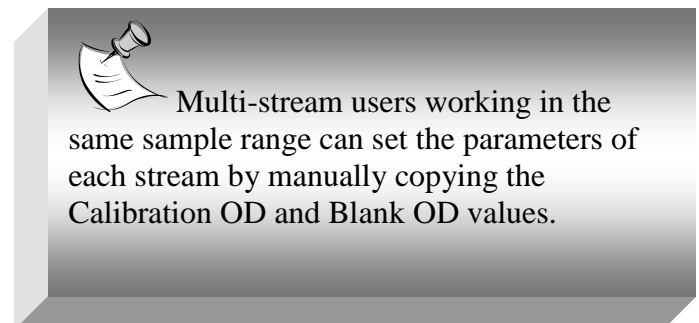 Multi-stream users working in the
same sample range can set the parameters of
each stream by manually copying the
Calibration OD and Blank OD values.